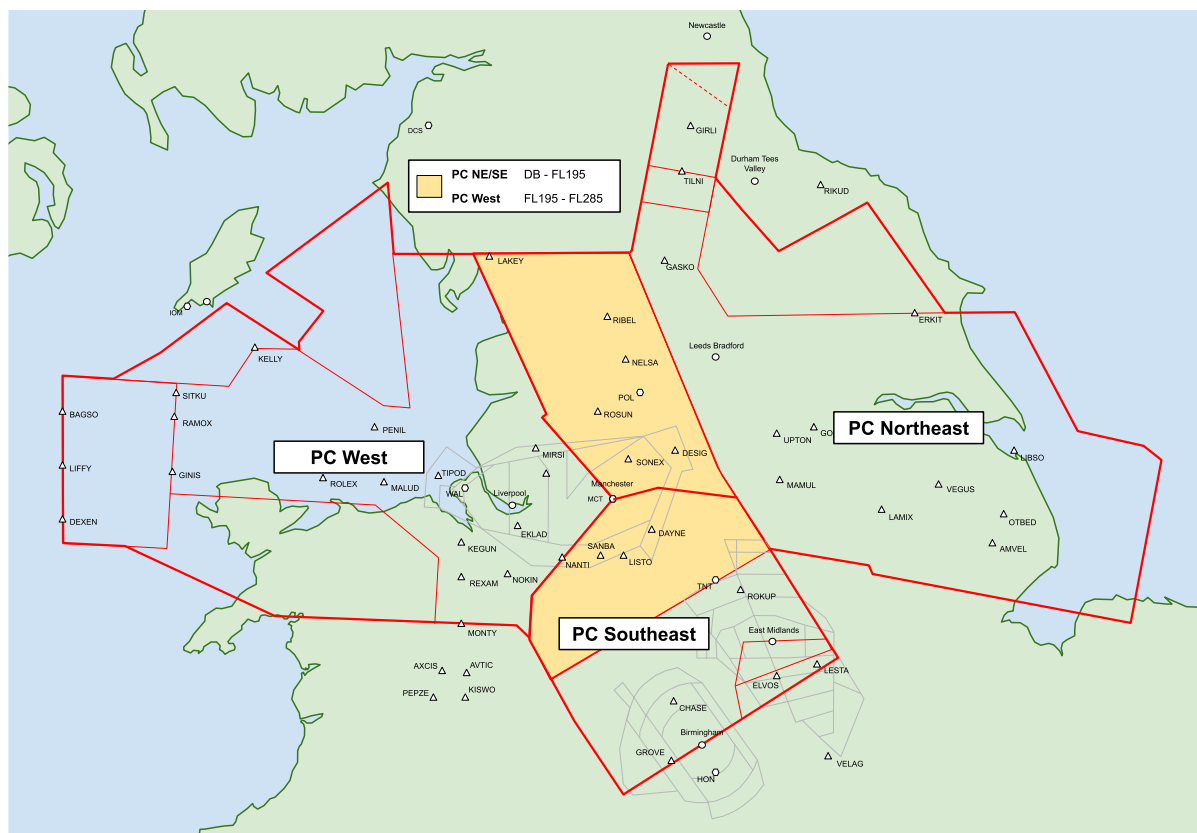 Newcastle
DCS
GIRLI
Durham Tees
Valley
TILNI
RIKUD
PC NE/SE DB - FL195
PC West FL195 - FL285
LAKEY
GASKO
IOM
RIBEL
ERKIT
KELLY
Leeds Bradford
NELSA
SITKU
POL
BAGSO
RAMOX
ROSUN
PENIL
UPTON
GO
PC Northeast
PC West
MIRSI
DESIG
SONEX
LIBSO
LIFFY
GINIS
ROLEX
MALUD
TIPOD
WAL
Liverpool
Manchester
MCT
MAMUL
VEGUS
DEXEN
EKLAD
DAYNE
LAMIX
OTBED
KEGUN
SANBA
NANTI
LISTO
AMVEL
REXAM
NOKIN
TNT
ROKUP
MONTY
PC Southeast
East Midlands
AXCIS
AVTIC
LESTA
ELVOS
PEPZE
KISWO
CHASE
Birmingham
GROVE
HON
VELAG